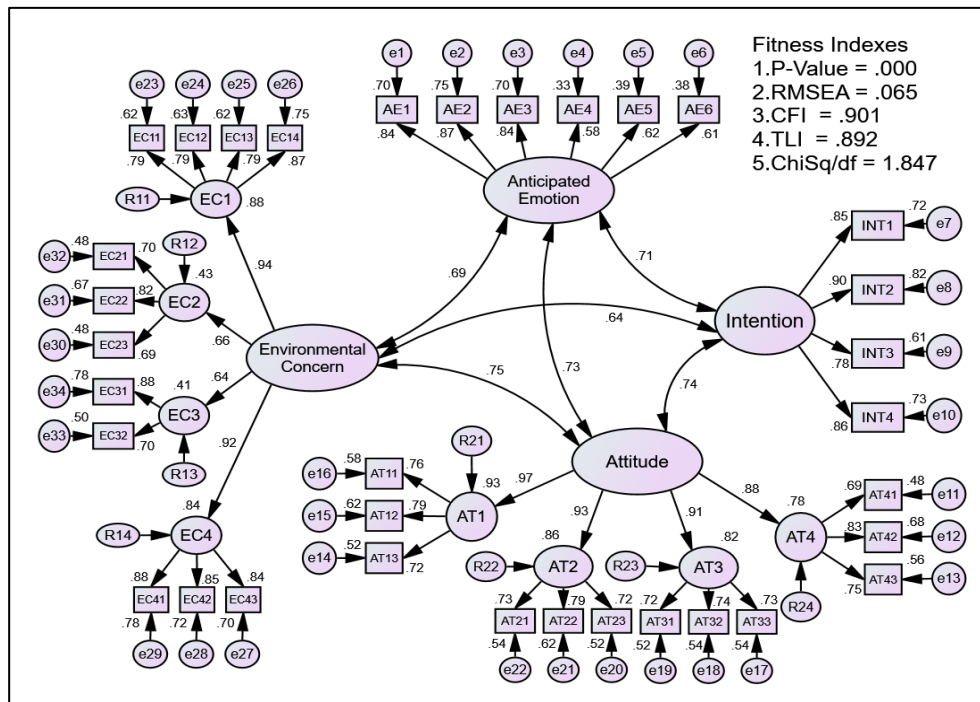 Fitness Indexes
1.P-Value = .000
2.RMSEA = .065
3.CFI = .901
4.TLI = .892
5.ChiSq/df = 1.847
e1 e2 e3 e4 e5 e6
.70 .75 .70 .33 .39 .38
AE1 AE2 AE3 AE4 AE5 AE6
.84 .87 .84 .58 .62 .61
Anticipated
Emotion
e23 e24 e25 e26
.62 .63 .62 .75
EC11 EC12 EC13 EC14
.79 .79 .79 .87
R11 EC1 .88
.94
R12
e32 .48 EC21 .70
.43
e31 .67 EC22 .82 EC2
e30 .48 EC23 .69
.66
e34 .78 EC31 .88 .41
.64
EC3
e33 .50 EC32 .70
R13
.92
Environmental
Concern
.84
R14 EC4
.88 .85 .84
EC41 EC42 EC43
.78 .72 .70
e29 e28 e27
.69
.71
.64
.75
.73
.74
Intention
.85 INT1 .72 e7
.90 INT2 .82 e8
.78 INT3 .61 e9
.86 INT4 .73 e10
Attitude
R21
e16 .58 AT11 .76
.93 .97
e15 .62 AT12 .79 AT1
e14 .52 AT13 .72
.93
.86
R22 AT2
.73 .79 .72
AT21 AT22 AT23
.54 .62 .52
e22 e21 e20
.91
.82
R23 AT3
.72 .74 .73
AT31 AT32 AT33
.52 .54 .54
e19 e18 e17
.88
.78
AT4
R24
.69 AT41 .48 e11
.83 AT42 .68 e12
.75 AT43 .56 e13